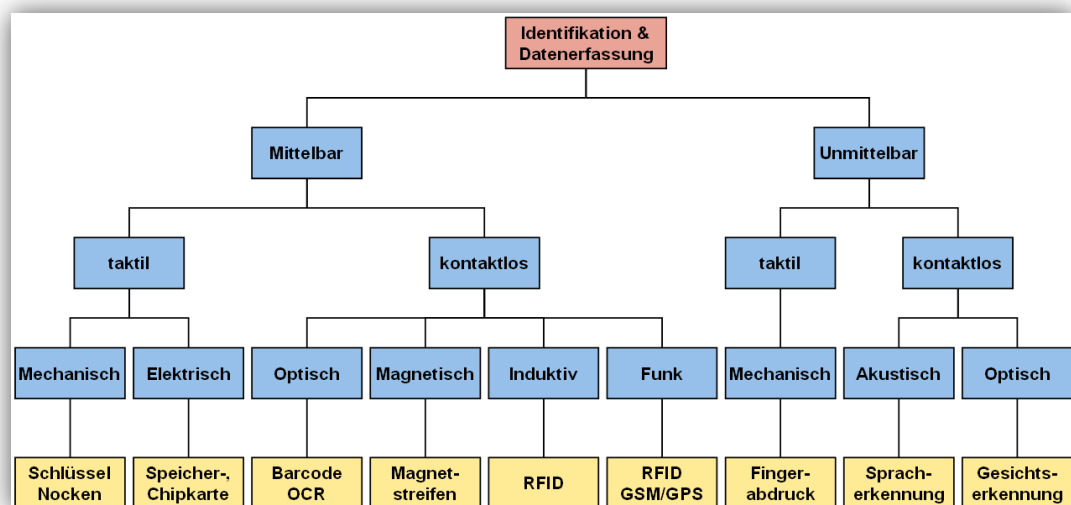 Identifikation &
Datenerfassung
Mittelbar
Unmittelbar
taktil
kontaktlos
taktil
kontaktlos
Mechanisch
Elektrisch
Optisch
Magnetisch
Induktiv
Funk
Mechanisch
Akustisch
Optisch
Schlüssel
Nocken
Speicher-,
Chipkarte
Barcode
OCR
Magnet-
streifen
RFID
RFID
GSM/GPS
Finger-
abdruck
Sprach-
erkennung
Gesichts-
erkennung